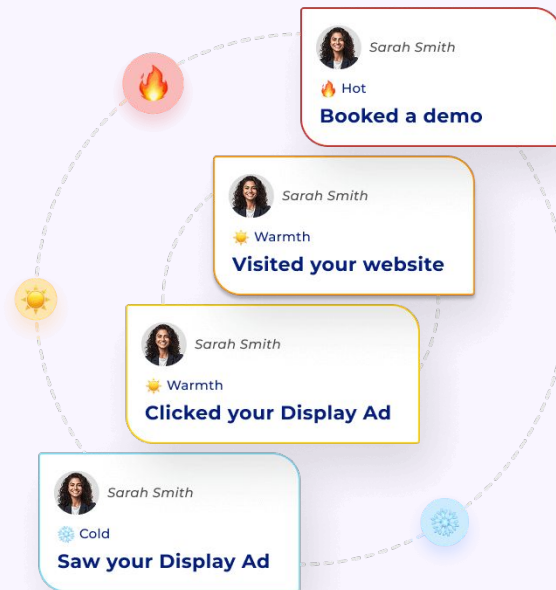 Sarah Smith
Hot
Booked a demo
Sarah Smith
Warmth
Visited your website
Sarah Smith
Warmth
Clicked your Display Ad
Sarah Smith
Cold
Saw your Display Ad